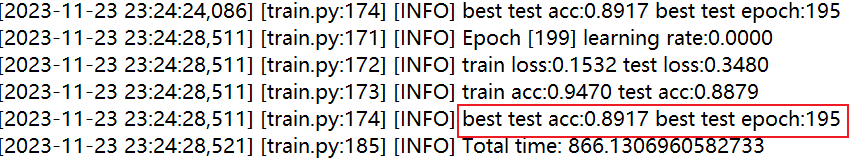 [2023-11-23 23:24:24,086] [train.py:174] [INFO] best test acc:0.8917 best test epoch:195
[2023-11-23 23:24:28,511] [train.py:171] [INFO] Epoch [199] learning rate:0.0000
[2023-11-23 23:24:28,511] [train.py:172] [INFO] train loss:0.1532 test loss:0.3480
[2023-11-23 23:24:28,511] [train.py:173] [INFO] train acc:0.9470 test acc:0.8879
[2023-11-23 23:24:28,511] [train.py:174] [INFO] best test acc:0.8917 best test epoch:195
[2023-11-23 23:24:28,521] [train.py:185] [INFO] Total time: 866.1306960582733